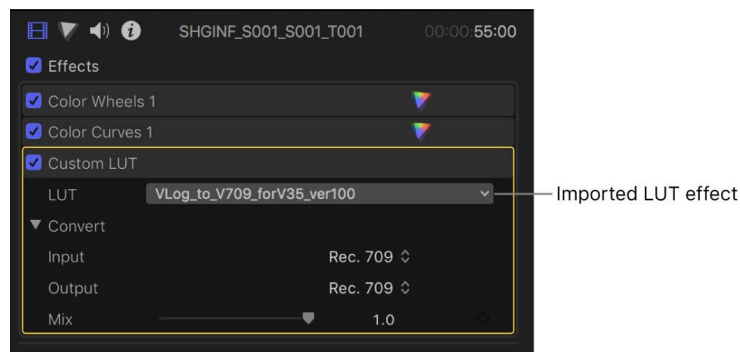 SHGINF_S001_S001_T001 00:00:55:00
Effects
Color Wheels 1
Color Curves 1
Custom LUT
LUT VLog_to_V709_forV35_ver100 Imported LUT effect
Convert
Input Rec. 709
Output Rec. 709
Mix 1.0